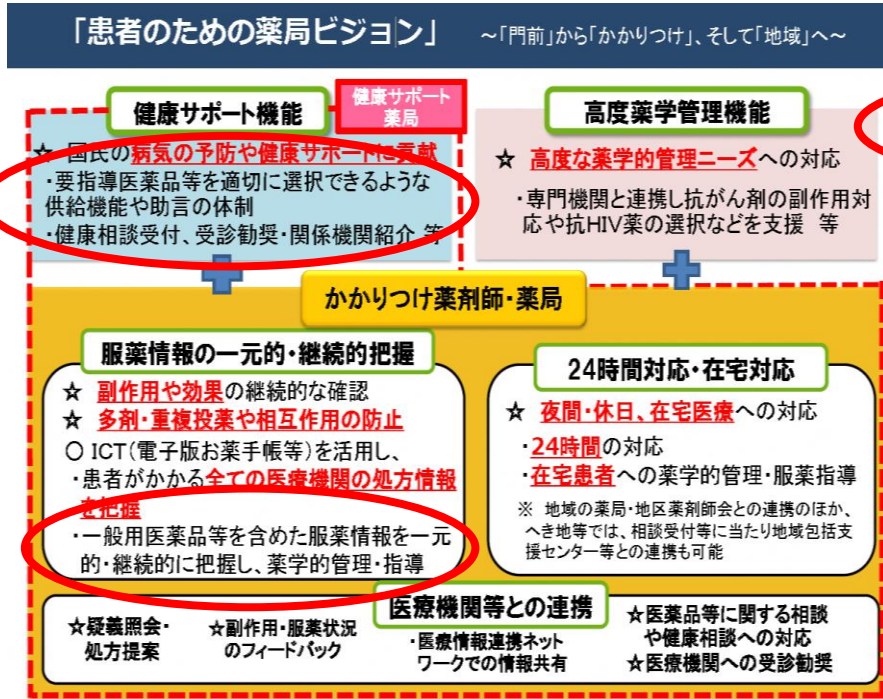 「患者のための薬局ビジョン」 ～「門前」から「かかりつけ」、そして「地域」へ～
健康サポート機能
健康サポート
薬局
☆ 国民の病気の予防や健康サポートに貢献
・要指導医薬品等を適切に選択できるような
供給機能や助言の体制
・健康相談受付、受診勧奨・関係機関紹介 等
高度薬学管理機能
☆ 高度な薬学的管理ニーズへの対応
・専門機関と連携し抗がん剤の副作用対
応や抗HIV薬の選択などを支援 等
かかりつけ薬剤師・薬局
服薬情報の一元的・継続的把握
☆ 副作用や効果の継続的な確認
☆ 多剤・重複投薬や相互作用の防止
○ ICT(電子版お薬手帳等)を活用し、
・患者がかかる全ての医療機関の処方情報
を把握
・一般用医薬品等を含めた服薬情報を一元
的・継続的に把握し、薬学的管理・指導
24時間対応・在宅対応
☆ 夜間・休日、在宅医療への対応
・24時間の対応
・在宅患者への薬学的管理・服薬指導
※ 地域の薬局・地区薬剤師会との連携のほか、
へき地等では、相談受付等に当たり地域包括支
援センター等との連携も可能
医療機関等との連携
☆疑義照会・
処方提案
☆副作用・服薬状況
のフィードバック
・医療情報連携ネット
ワークでの情報共有
☆医薬品等に関する相談
や健康相談への対応
☆医療機関への受診勧奨